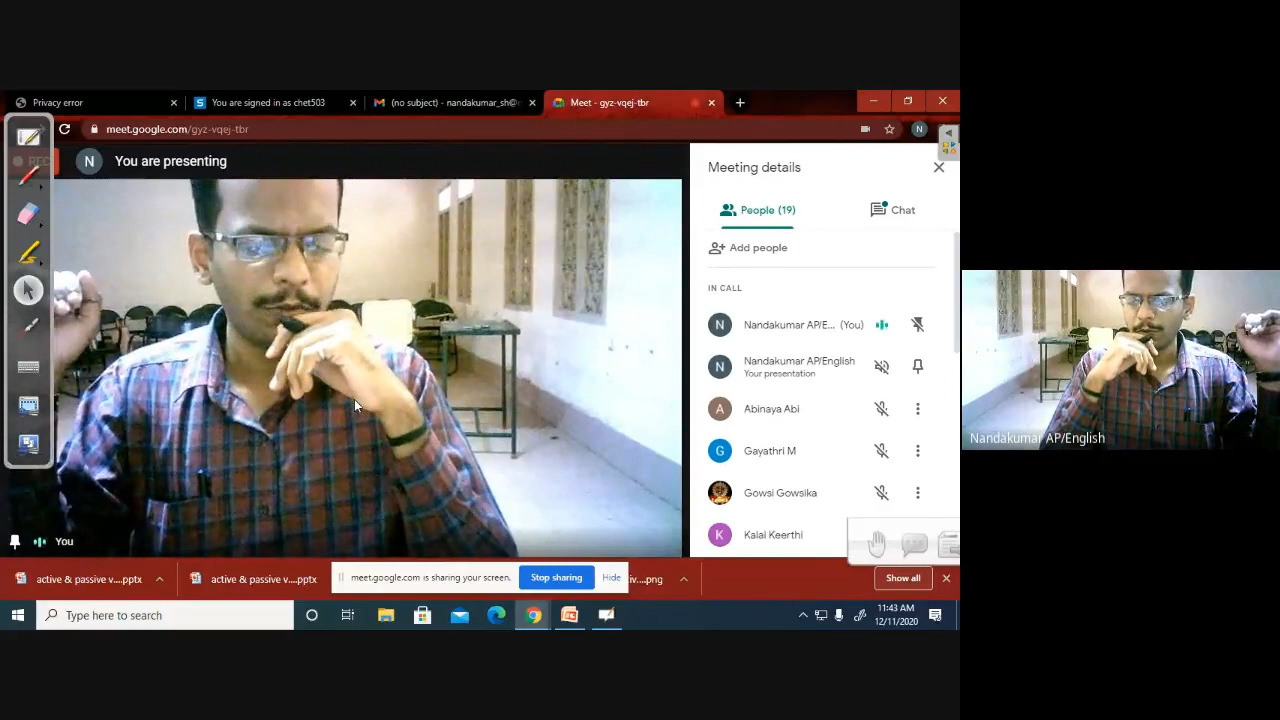 Privacy error
You are signed in as chet503
(no subject) - nandakumar_sh@
Meet - gyz-vqej-tbr
meet.google.com/gyz-vqej-tbr
N
REC
N
You are presenting
Meeting details
People (19)
Chat
Add people
IN CALL
N
Nandakumar AP/E... (You)
N
Nandakumar AP/English
Your presentation
A
Abinaya Abi
G
Gayathri M
Gowsi Gowsika
K
Kalai Keerthi
You
Nandakumar AP/English
active & passive v....pptx
active & passive v....pptx
meet.google.com is sharing your screen.
Stop sharing
Hide
iv....png
Show all
Type here to search
11:43 AM
12/11/2020